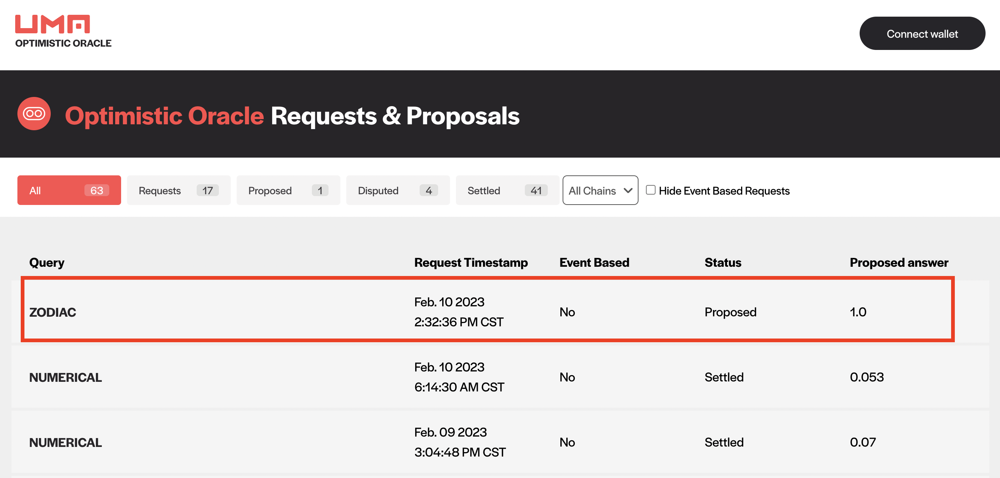 UMA
OPTIMISTIC ORACLE
Connect wallet
Optimistic Oracle Requests & Proposals
All 63 Requests 17 Proposed 1 Disputed 4 Settled 41 All Chains Hide Event Based Requests
Query Request Timestamp Event Based Status Proposed answer
Feb. 10 2023
ZODIAC No Proposed 1.0
2:32:36 PM CST
Feb. 10 2023
NUMERICAL No Settled 0.053
6:14:30 AM CST
Feb. 09 2023
NUMERICAL No Settled 0.07
3:04:48 PM CST